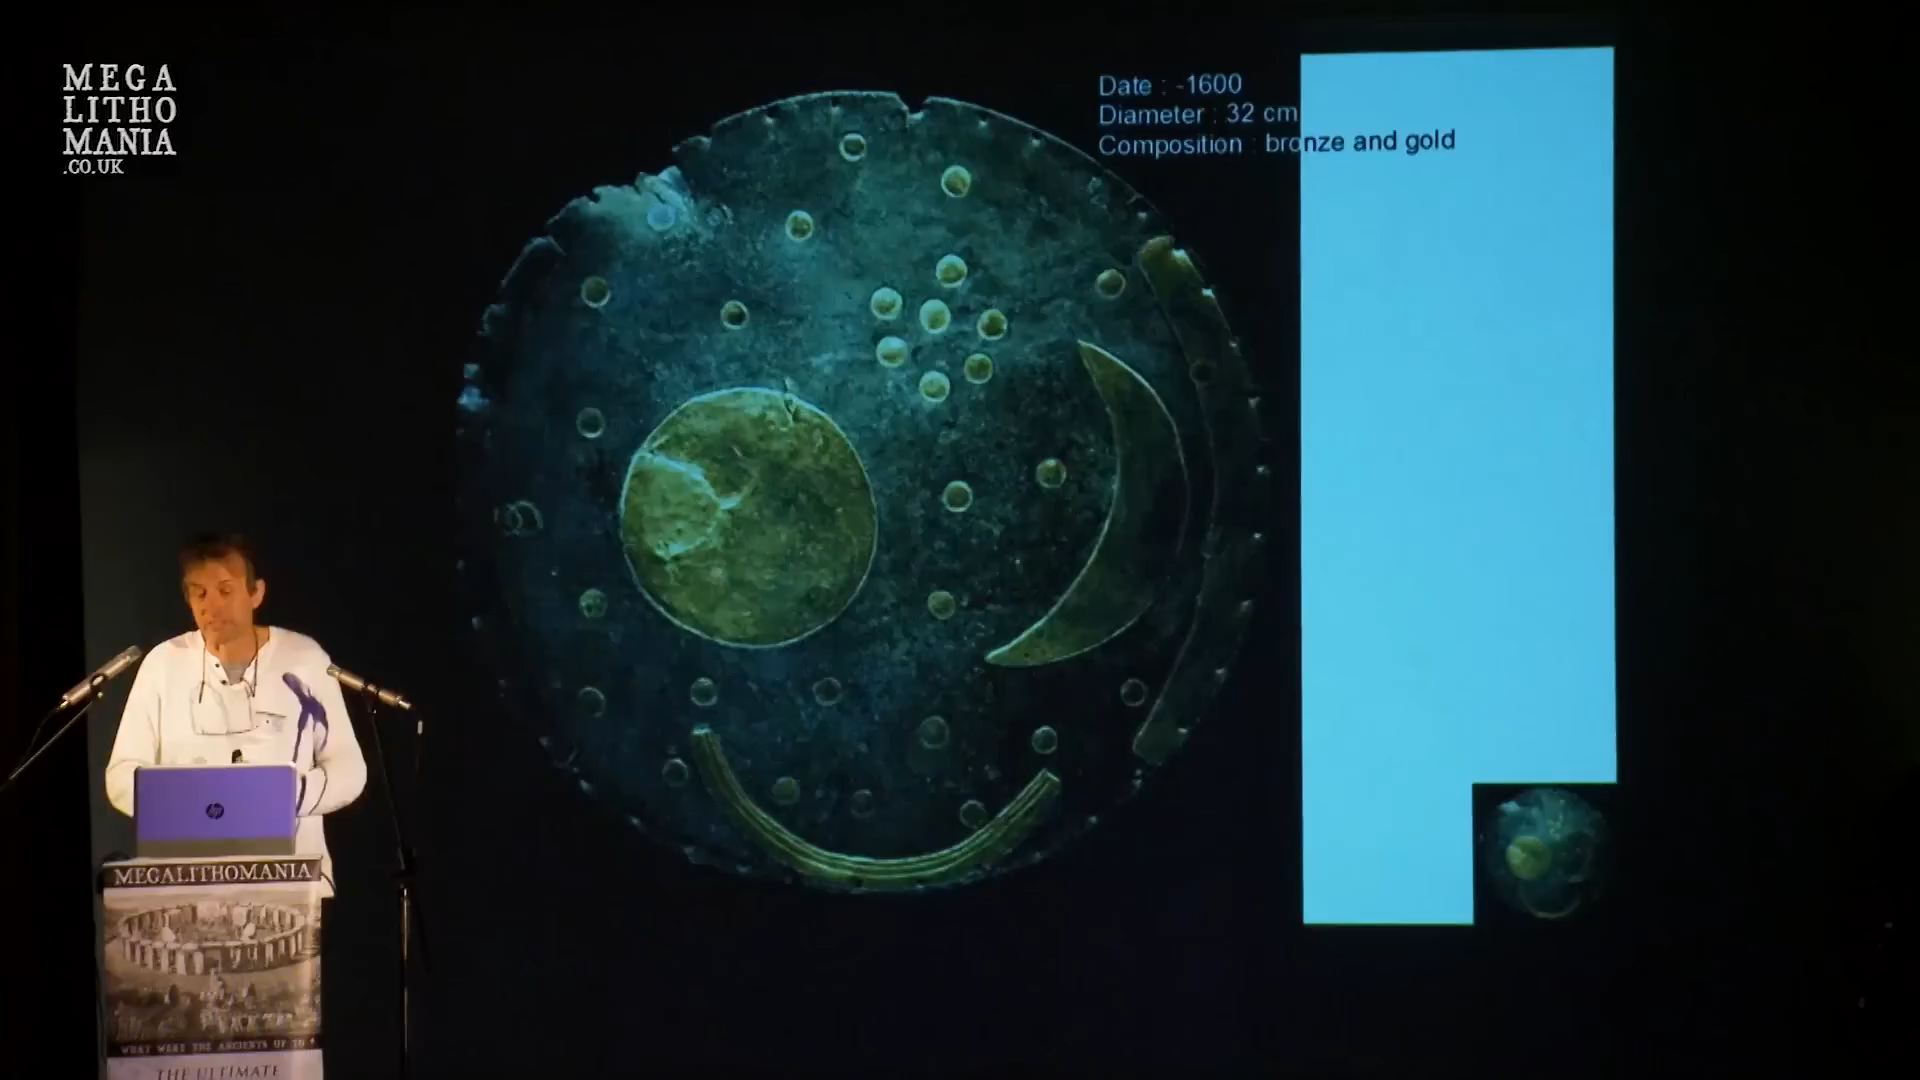 MEGA
LITHO
MANIA
.CO.UK
Date : -1600
Diameter : 32 cm
Composition : bronze and gold
hp
MEGALITHOMANIA
WHAT WERE THE ANCIENTS UP TO ?
THE ULTIMATE